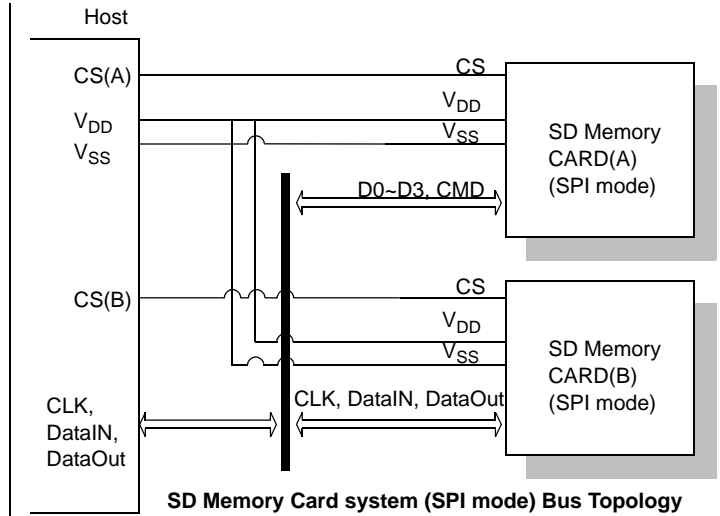 Host
CS(A)
VDD
VSS
CS
VDD
VSS
SD Memory
CARD(A)
(SPI mode)
D0~D3, CMD
CS(B)
CS
VDD
VSS
SD Memory
CARD(B)
(SPI mode)
CLK,
DataIN,
DataOut
CLK, DataIN, DataOut
SD Memory Card system (SPI mode) Bus Topology